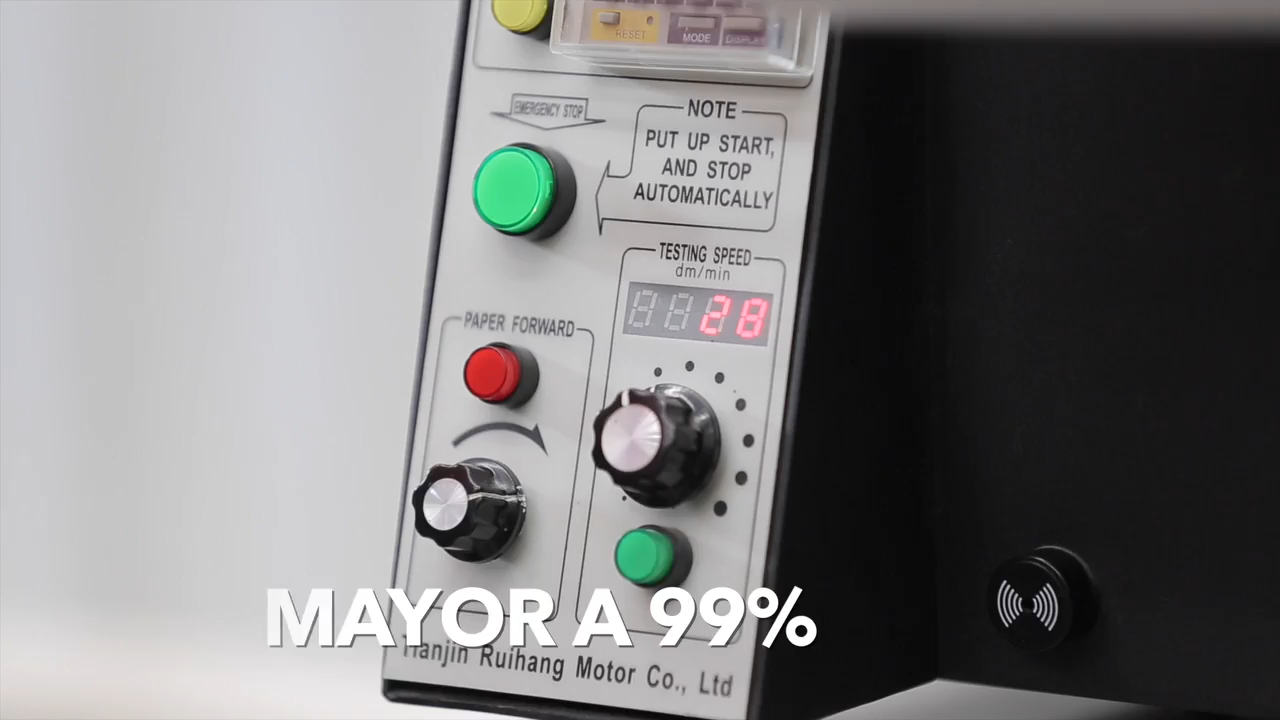 RESET
MODE
DISPLAY
EMERGENCY STOP
NOTE
PUT UP START,
AND STOP
AUTOMATICALLY
TESTING SPEED
dm/min
28
PAPER FORWARD
MAYOR A 99%
Tianjin Ruihang Motor Co., Ltd